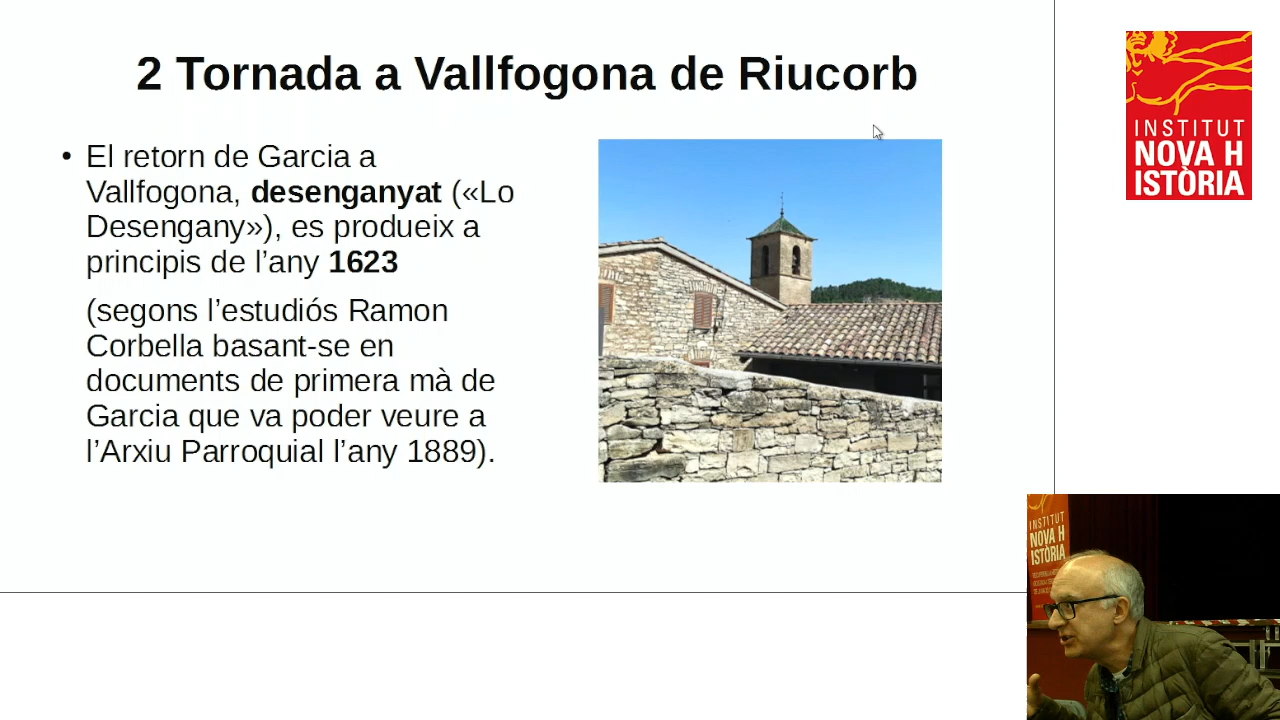 2 Tornada a Vallfogona de Riucorb
• El retorn de Garcia a
Vallfogona, desenganyat («Lo
Desengany»), es produeix a
principis de l’any 1623
(segons l’estudiós Ramon
Corbella basant-se en
documents de primera mà de
Garcia que va poder veure a
l’Arxiu Parroquial l’any 1889).
INSTITUT
NOVA H
ISTÒRIA
INSTITUT
NOVA H
ISTÒRIA